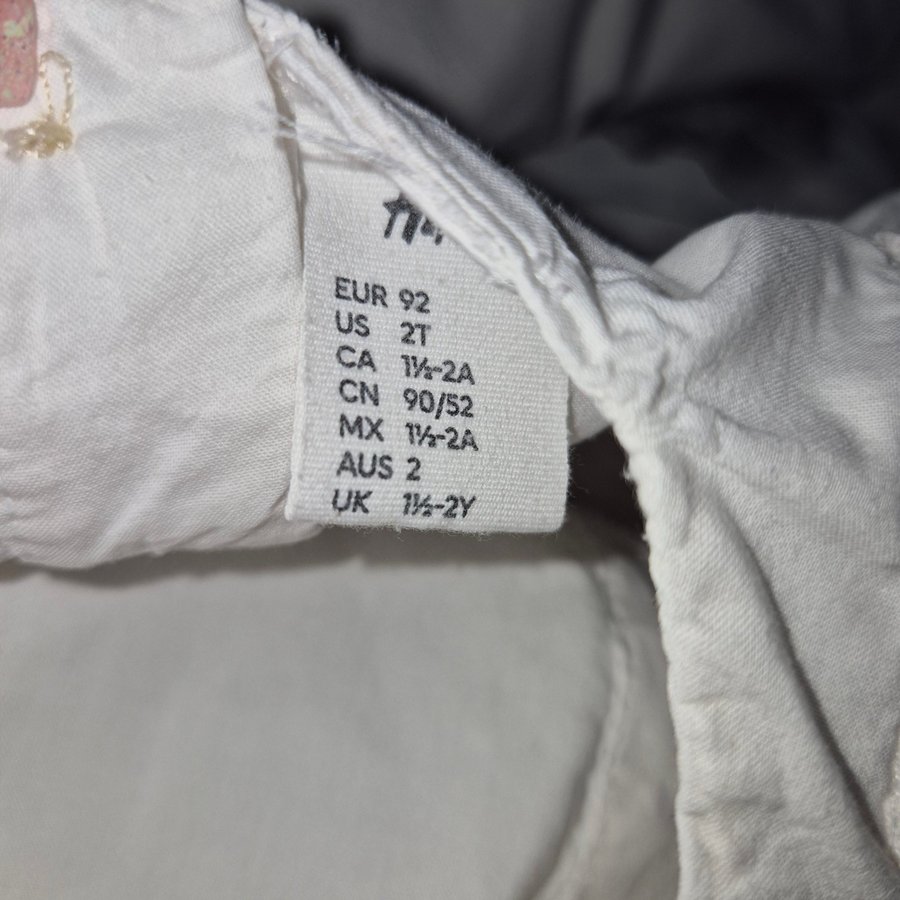 EUR 92
US 2T
CA 1½-2A
CN 90/52
MX 1½-2A
AUS 2
UK 1½-2Y